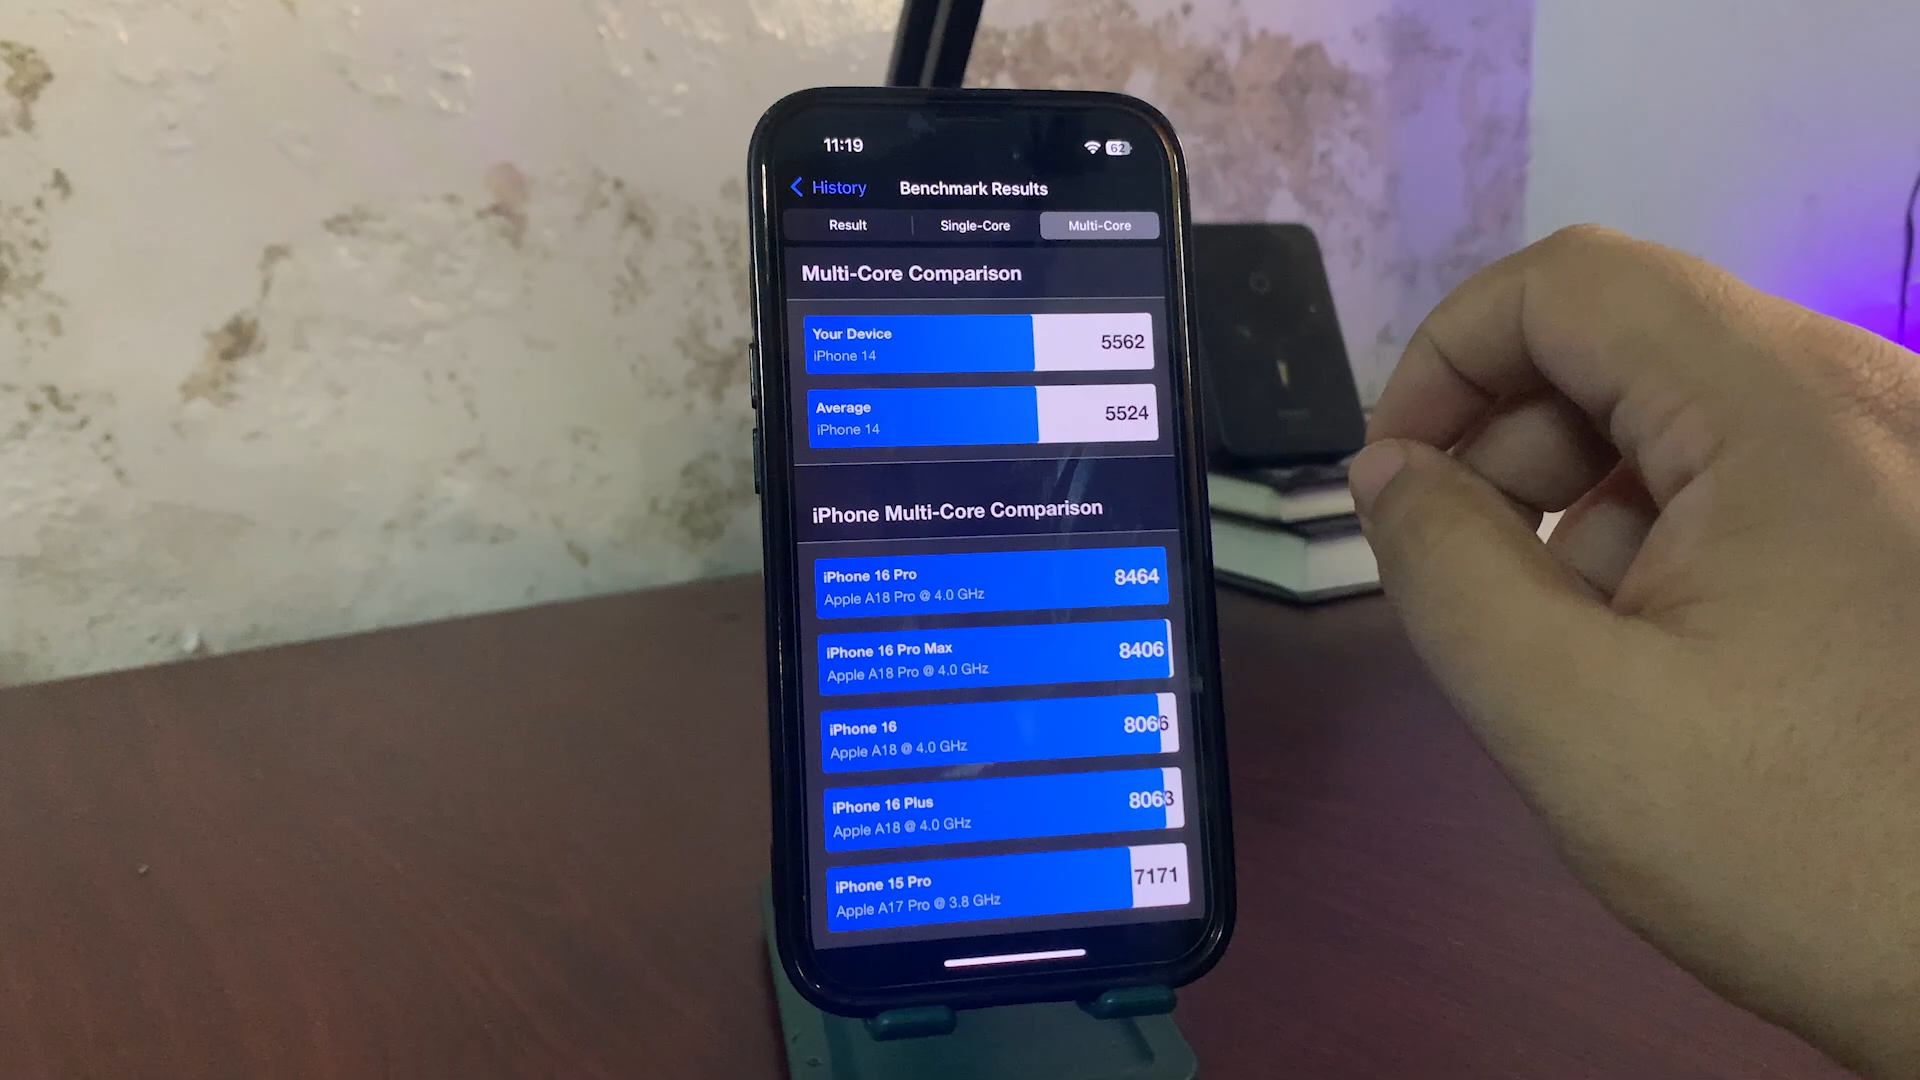 11:19
62
History
Benchmark Results
Result
Single-Core
Multi-Core
Multi-Core Comparison
Your Device
iPhone 14
5562
Average
iPhone 14
5524
iPhone Multi-Core Comparison
iPhone 16 Pro
Apple A18 Pro @ 4.0 GHz
8464
iPhone 16 Pro Max
Apple A18 Pro @ 4.0 GHz
8406
iPhone 16
Apple A18 @ 4.0 GHz
8066
iPhone 16 Plus
Apple A18 @ 4.0 GHz
8063
iPhone 15 Pro
Apple A17 Pro @ 3.8 GHz
7171